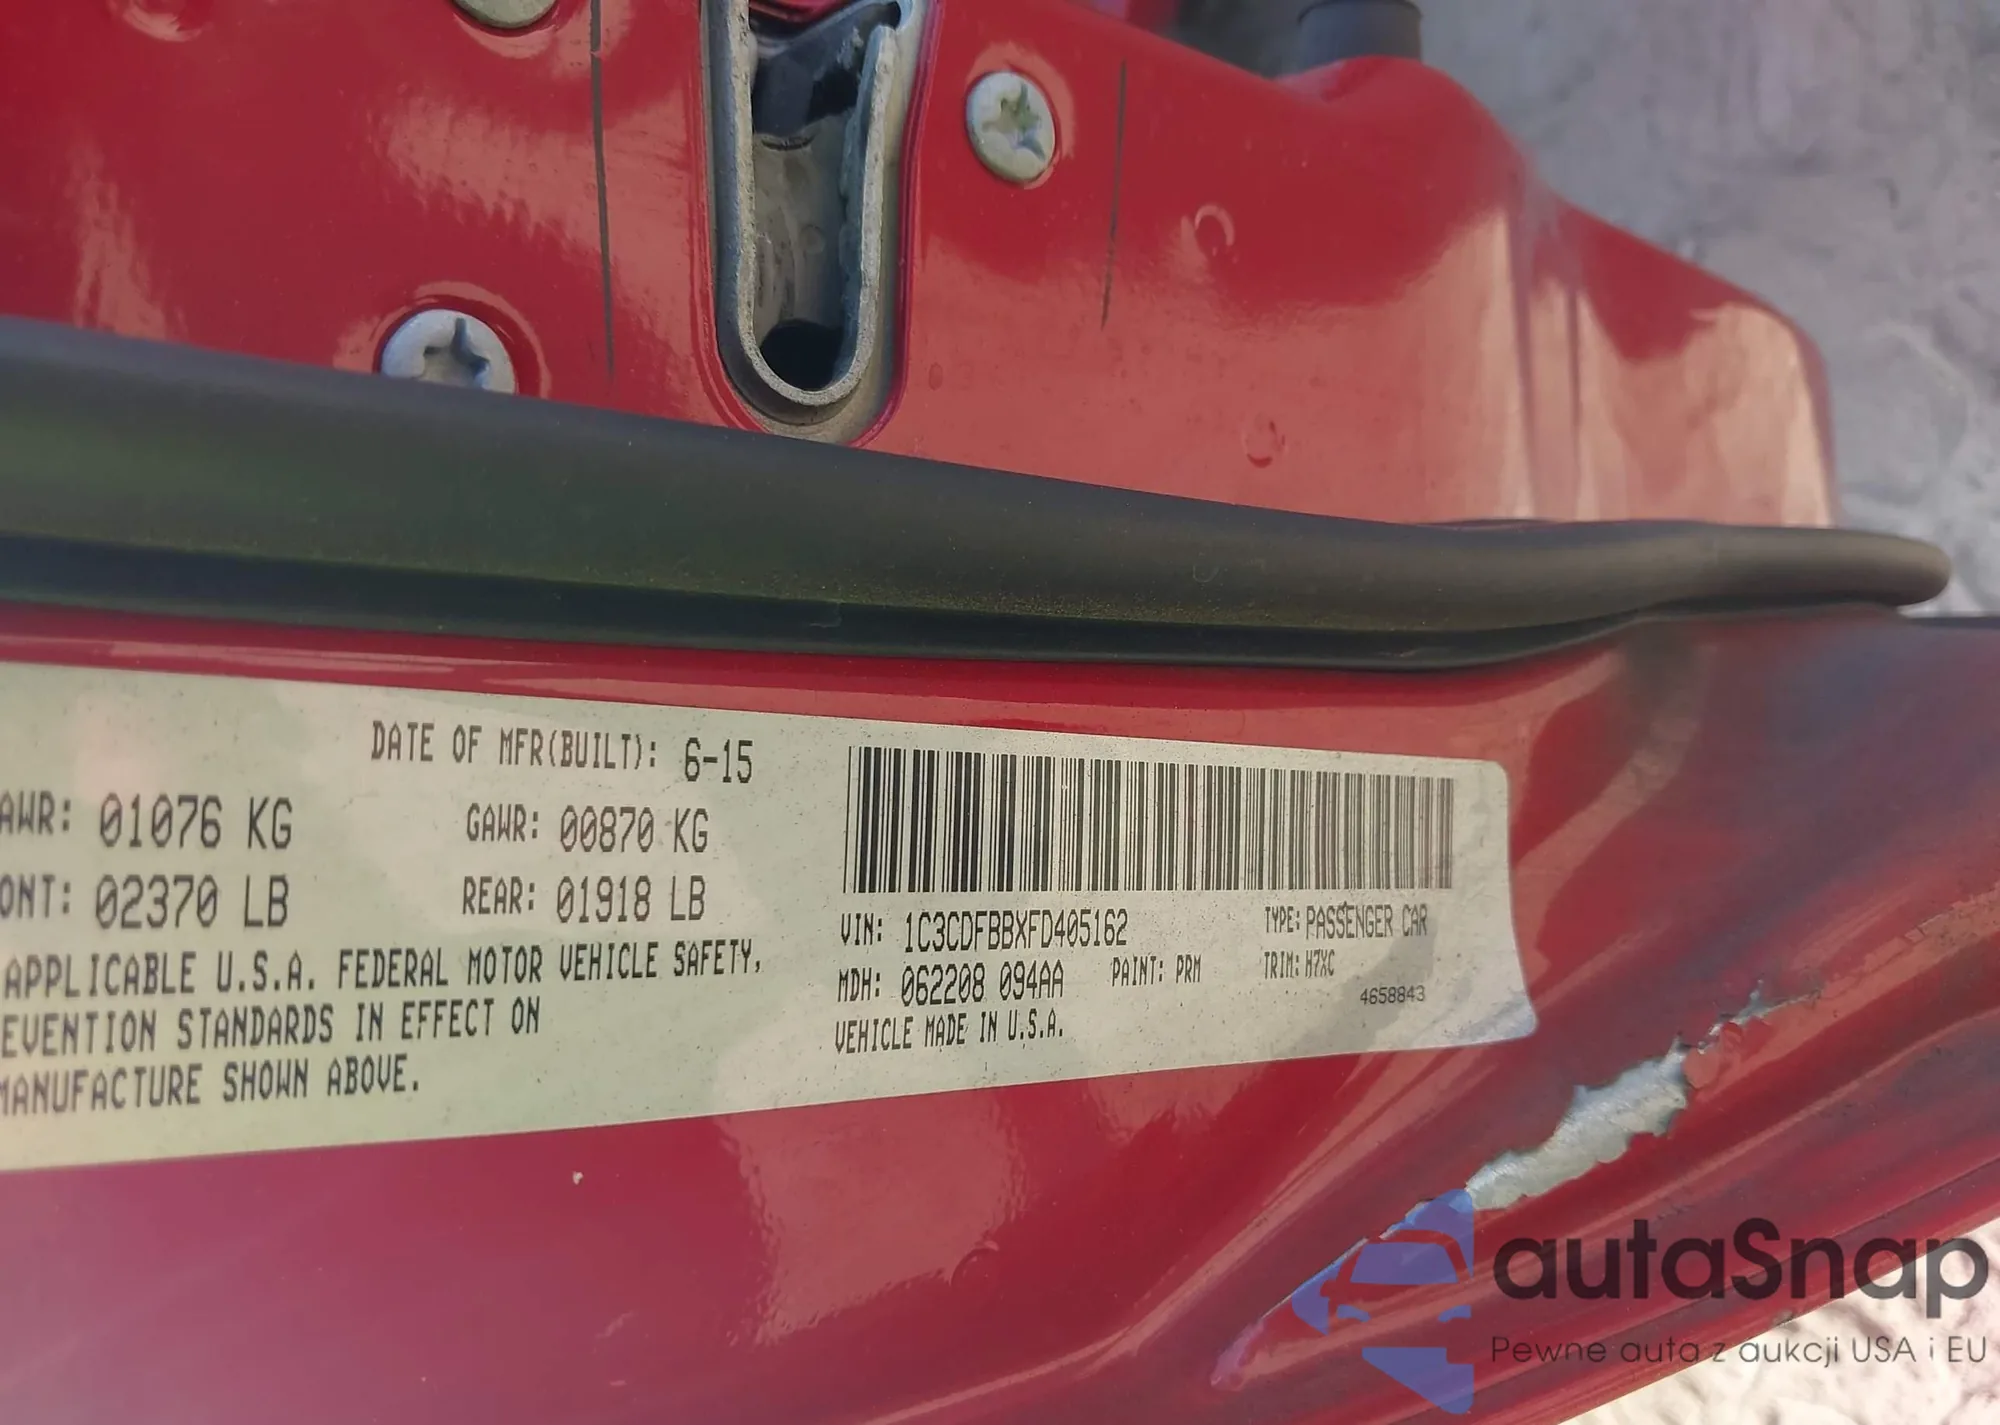 DATE OF MFR(BUILT): 6-15
AWR: 01076 KG GAWR: 00870 KG
ONT: 02370 LB REAR: 01918 LB
APPLICABLE U.S.A. FEDERAL MOTOR VEHICLE SAFETY,
EVENTION STANDARDS IN EFFECT ON
MANUFACTURE SHOWN ABOVE.
VIN: 1C3CDFBBXFD405162 TYPE: PASSENGER CAR
MDH: 062208 094AA PAINT: PRM TRIM: H7XC
4658843
VEHICLE MADE IN U.S.A.
autaSnap
Pewne auta z aukcji USA i EU